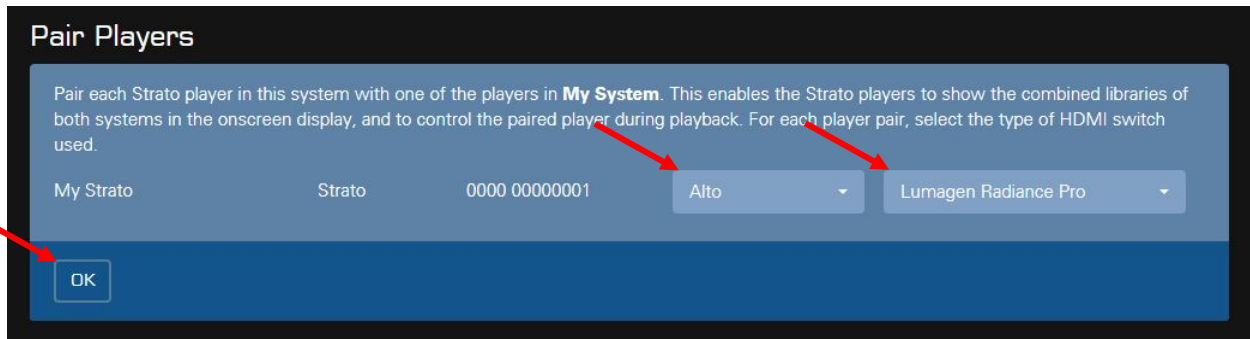 Pair Players
Pair each Strato player in this system with one of the players in My System. This enables the Strato players to show the combined libraries of
both systems in the onscreen display, and to control the paired player during playback. For each player pair, select the type of HDMI switch
used.
My Strato Strato 0000 00000001 Alto Lumagen Radiance Pro
OK